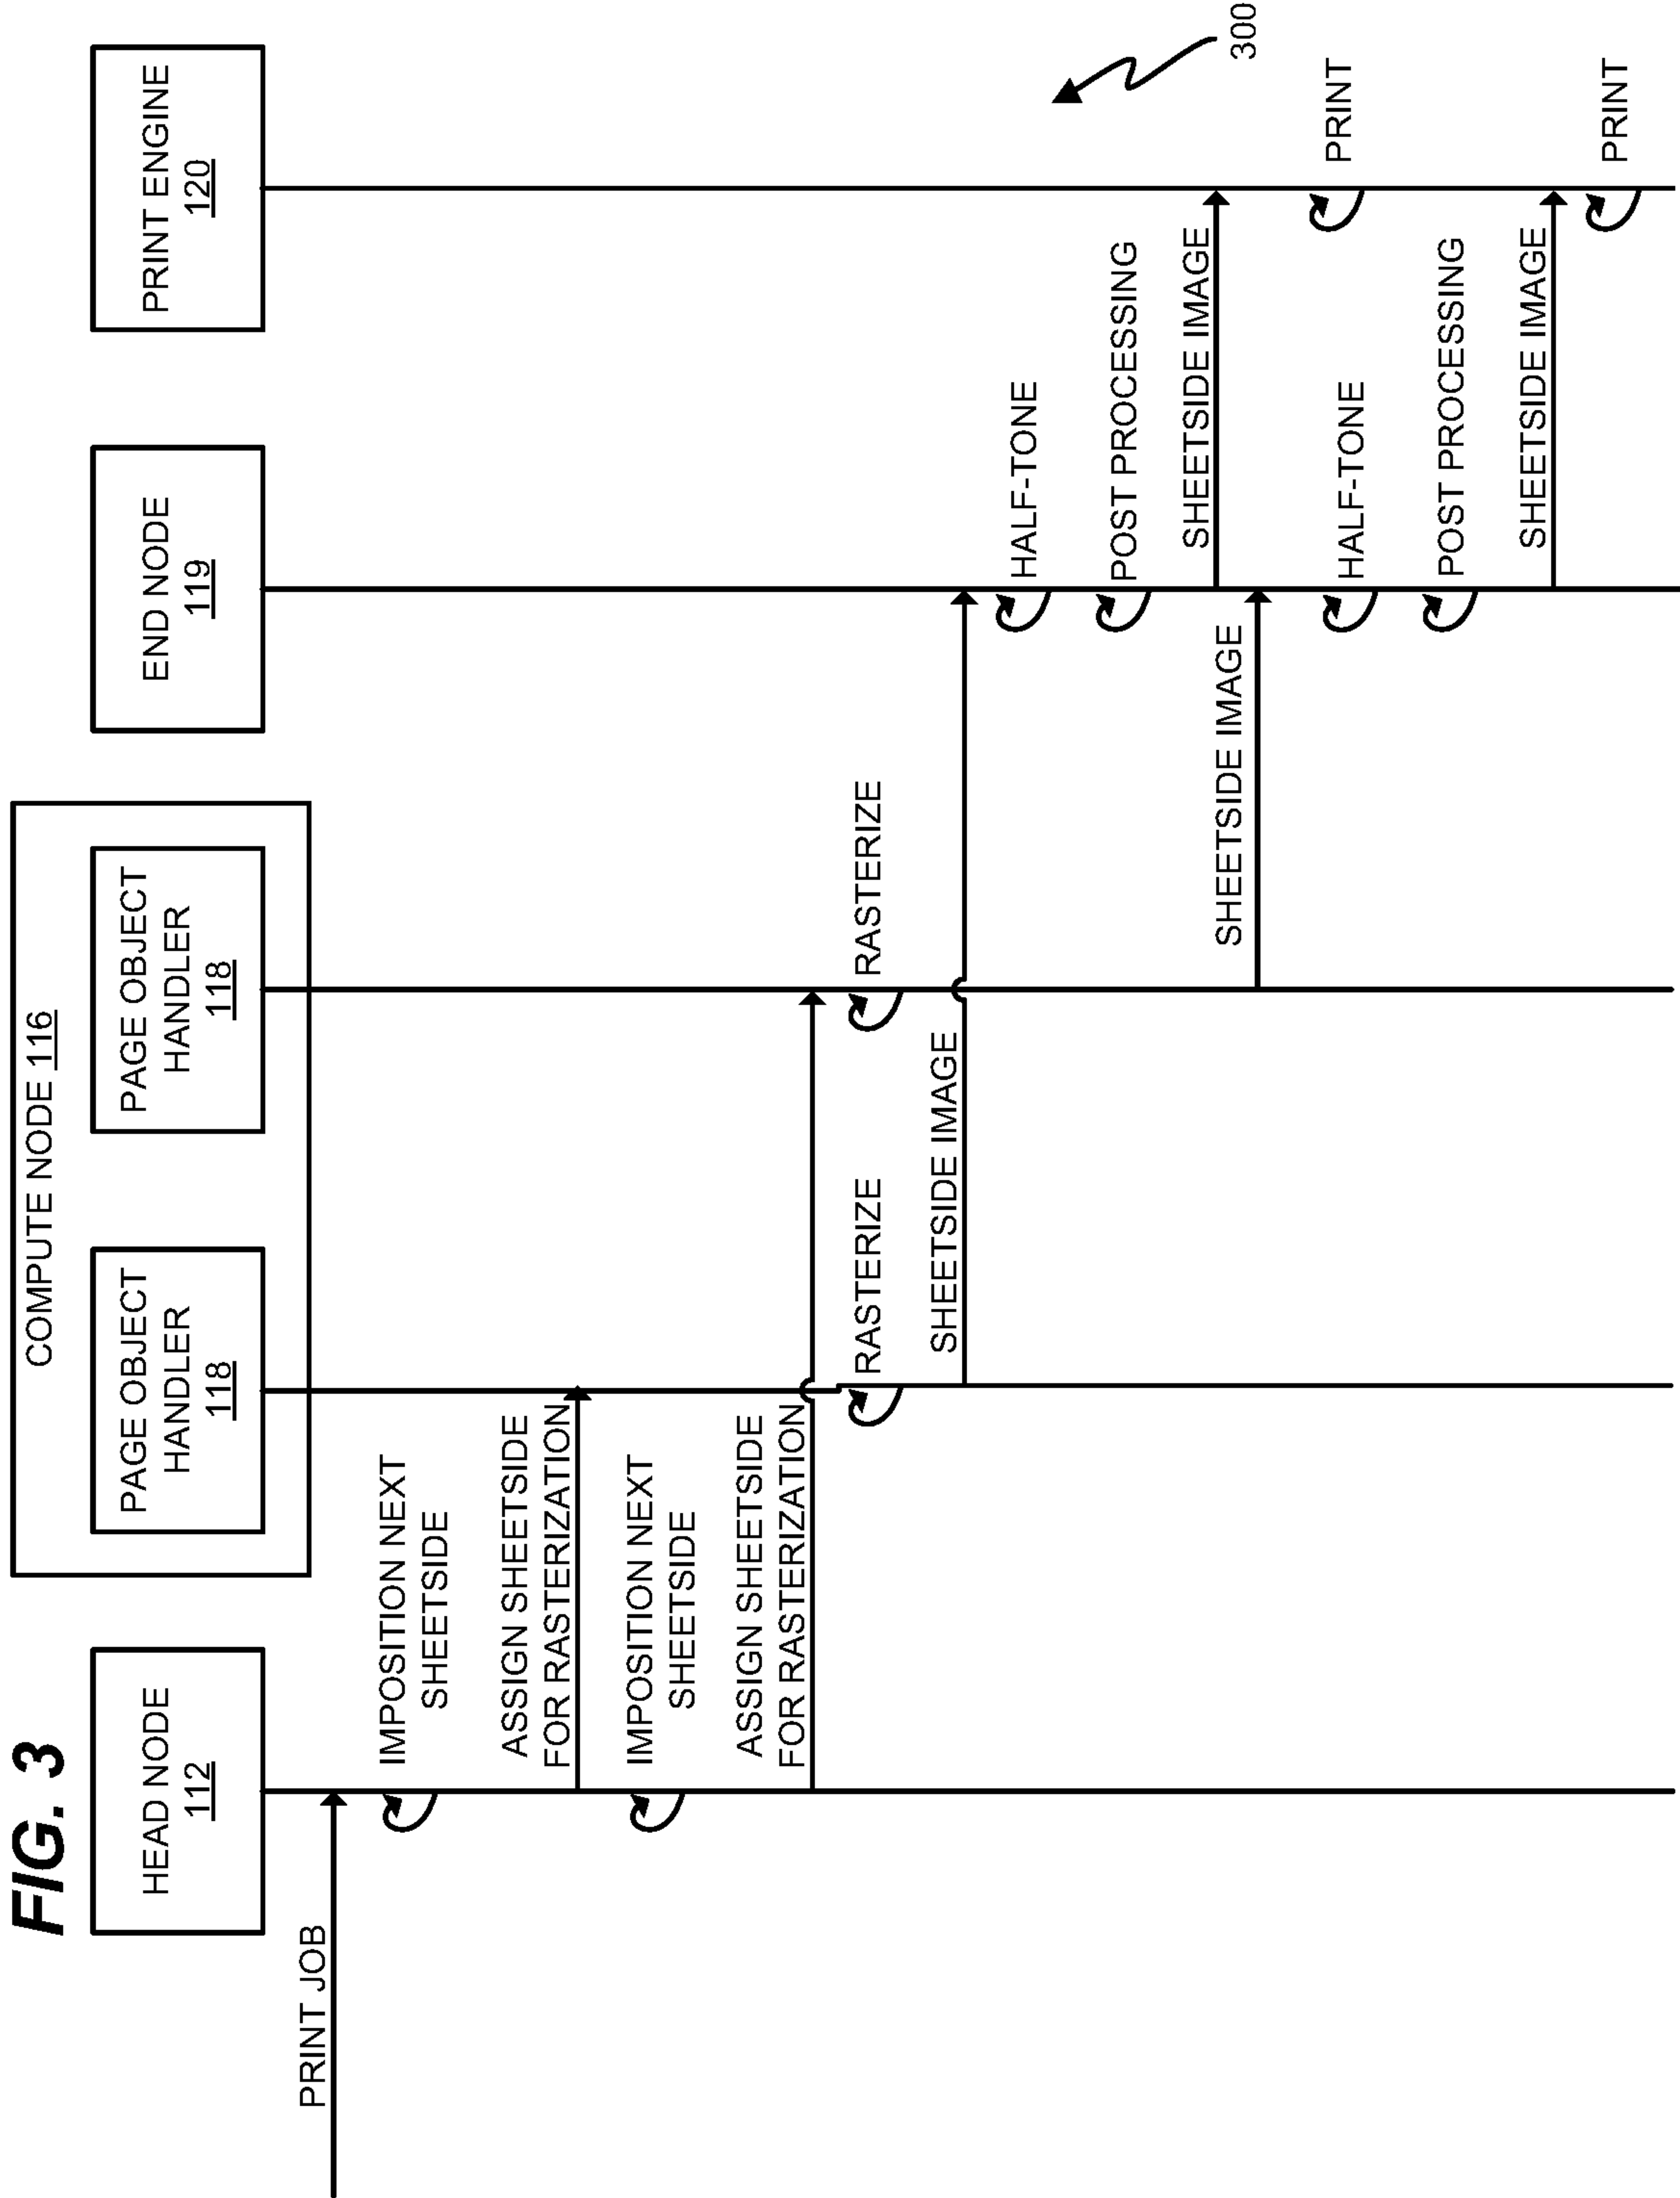 FIG. 3
HEAD NODE
112
COMPUTE NODE 116
PAGE OBJECT
HANDLER
118
PAGE OBJECT
HANDLER
118
END NODE
119
PRINT ENGINE
120
PRINT JOB
IMPOSITION NEXT
SHEETSIDE
ASSIGN SHEETSIDE
FOR RASTERIZATION
IMPOSITION NEXT
SHEETSIDE
ASSIGN SHEETSIDE
FOR RASTERIZATION
RASTERIZE
RASTERIZE
SHEETSIDE IMAGE
HALF-TONE
POST PROCESSING
SHEETSIDE IMAGE
SHEETSIDE IMAGE
HALF-TONE
PRINT
POST PROCESSING
SHEETSIDE IMAGE
PRINT
300